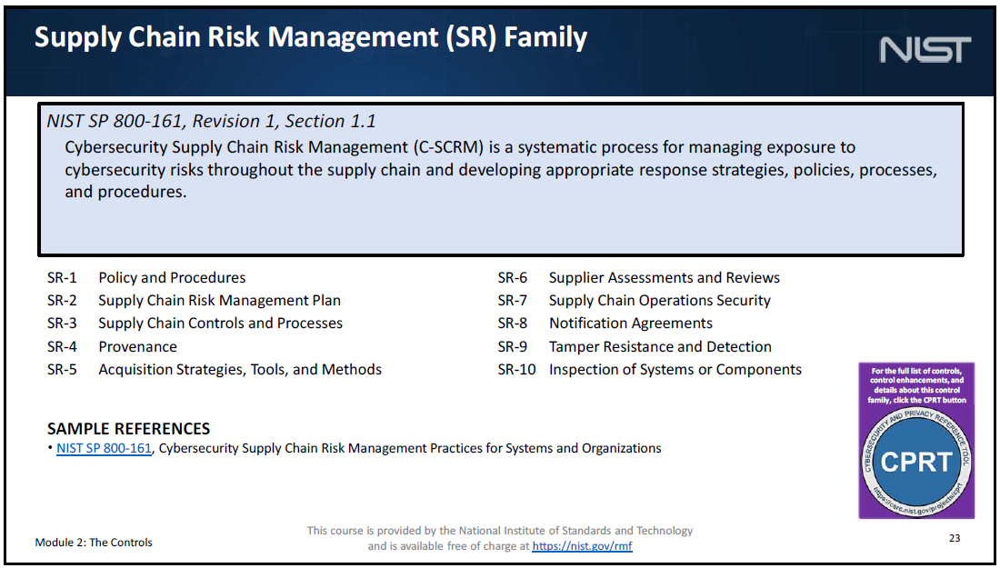 Supply Chain Risk Management (SR) Family
NIST
NIST SP 800-161, Revision 1, Section 1.1
Cybersecurity Supply Chain Risk Management (C-SCRM) is a systematic process for managing exposure to
cybersecurity risks throughout the supply chain and developing appropriate response strategies, policies, processes,
and procedures.
SR-1 Policy and Procedures
SR-2 Supply Chain Risk Management Plan
SR-3 Supply Chain Controls and Processes
SR-4 Provenance
SR-5 Acquisition Strategies, Tools, and Methods
SR-6 Supplier Assessments and Reviews
SR-7 Supply Chain Operations Security
SR-8 Notification Agreements
SR-9 Tamper Resistance and Detection
SR-10 Inspection of Systems or Components
For the full list of controls,
control enhancements, and
details about this control
family, click the CPRT button
CYBERSECURITY AND PRIVACY REFERENCE TOOL
CPRT
https://csrc.nist.gov/projects/cprt
SAMPLE REFERENCES
• NIST SP 800-161, Cybersecurity Supply Chain Risk Management Practices for Systems and Organizations
Module 2: The Controls
This course is provided by the National Institute of Standards and Technology
and is available free of charge at https://nist.gov/rmf
23